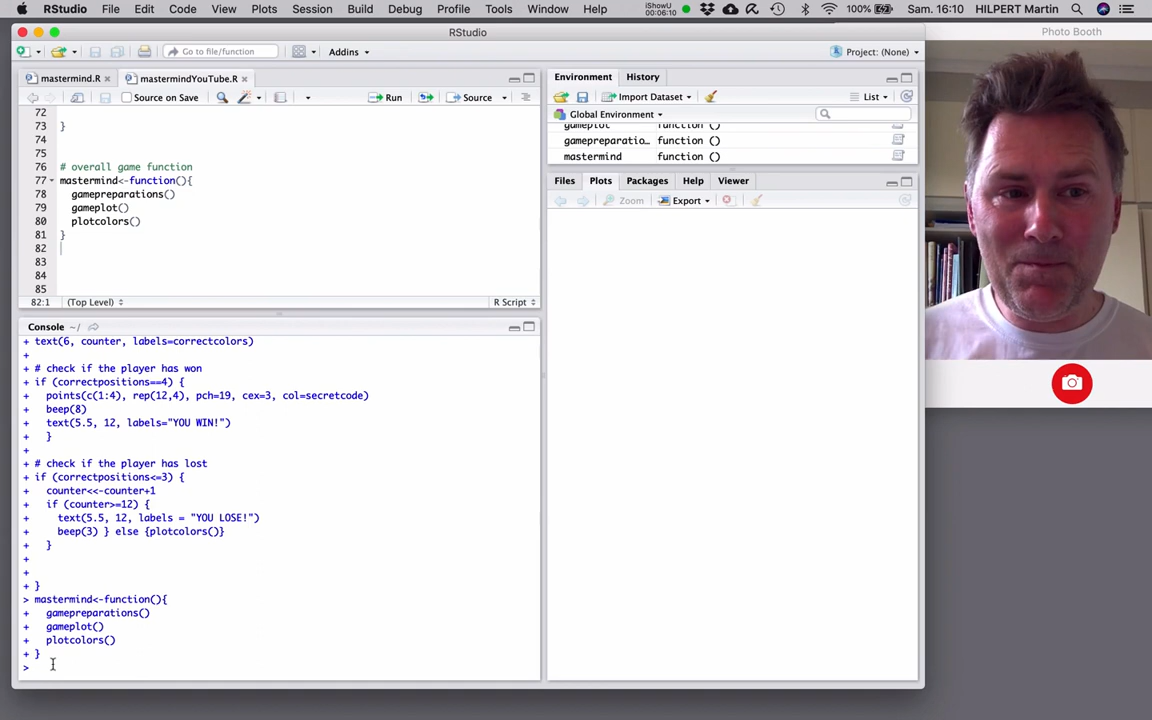 RStudio File Edit Code View Plots Session Build Debug Profile Tools Window Help iShowU 00:06:10 100% Sam. 16:10 HILPERT Martin
RStudio
Photo Booth
Go to file/function Addins Project: (None)
mastermind.R mastermindYouTube.R
Source on Save Run Source
72
73 }
74
75
76 # overall game function
77 mastermind<-function(){
78 gamepreparations()
79 gameplot()
80 plotcolors()
81 }
82
83
84
85
82:1 (Top Level) R Script
Console ~/
+ text(6, counter, labels=correctcolors)
+
+ # check if the player has won
+ if (correctpositions==4) {
+ points(c(1:4), rep(12,4), pch=19, cex=3, col=secretcode)
+ beep(8)
+ text(5.5, 12, labels="YOU WIN!")
+ }
+
+ # check if the player has lost
+ if (correctpositions<=3) {
+ counter<<-counter+1
+ if (counter>=12) {
+ text(5.5, 12, labels = "YOU LOSE!")
+ beep(3) } else {plotcolors()}
+ }
+
+
+ }
> mastermind<-function(){
+ gamepreparations()
+ gameplot()
+ plotcolors()
+ }
>
Environment History
Import Dataset List
Global Environment
gameplot function ()
gamepreparatio… function ()
mastermind function ()
Files Plots Packages Help Viewer
Zoom Export